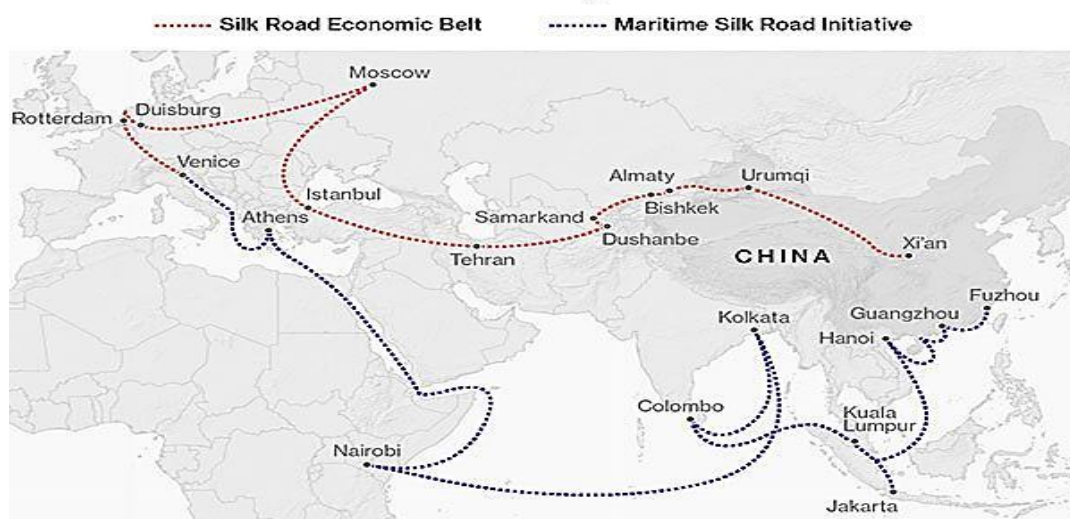 Silk Road Economic Belt
Maritime Silk Road Initiative
Moscow
Rotterdam
Duisburg
Venice
Istanbul
Athens
Almaty
Urumqi
Bishkek
Samarkand
Dushanbe
Tehran
Xi'an
CHINA
Fuzhou
Guangzhou
Kolkata
Hanoi
Colombo
Kuala
Lumpur
Nairobi
Jakarta